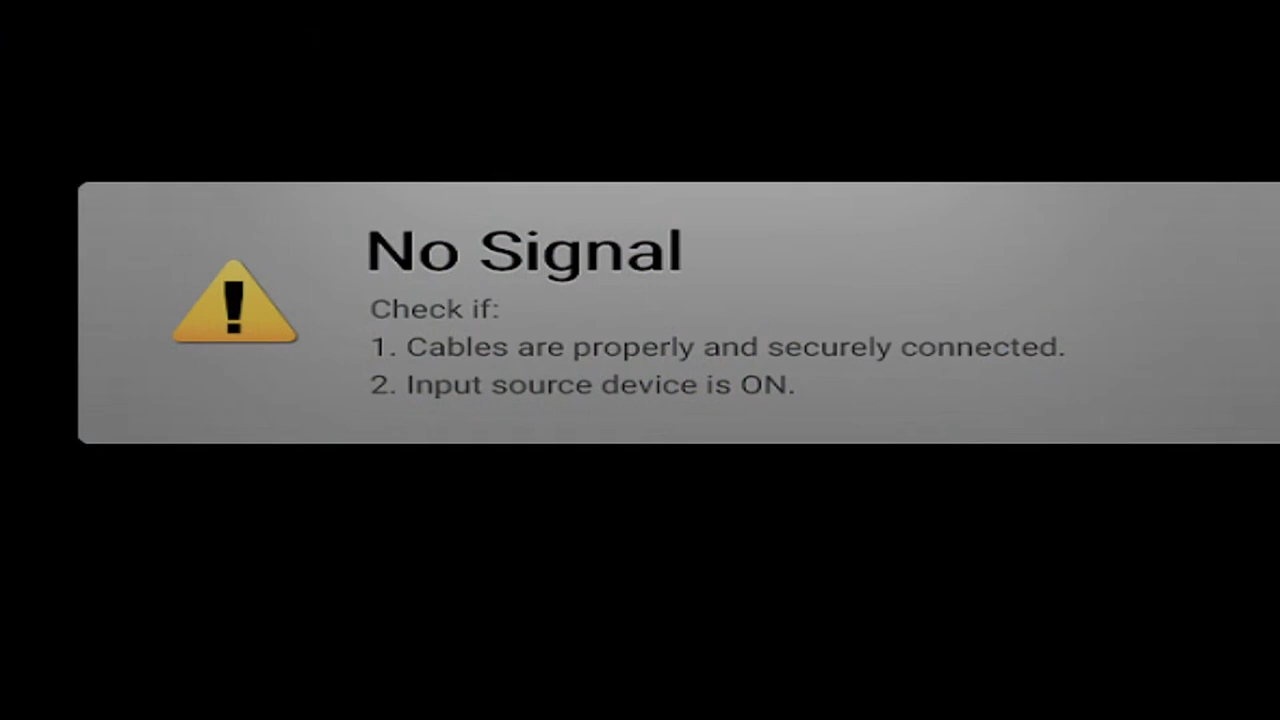 No Signal
Check if:
1. Cables are properly and securely connected.
2. Input source device is ON.